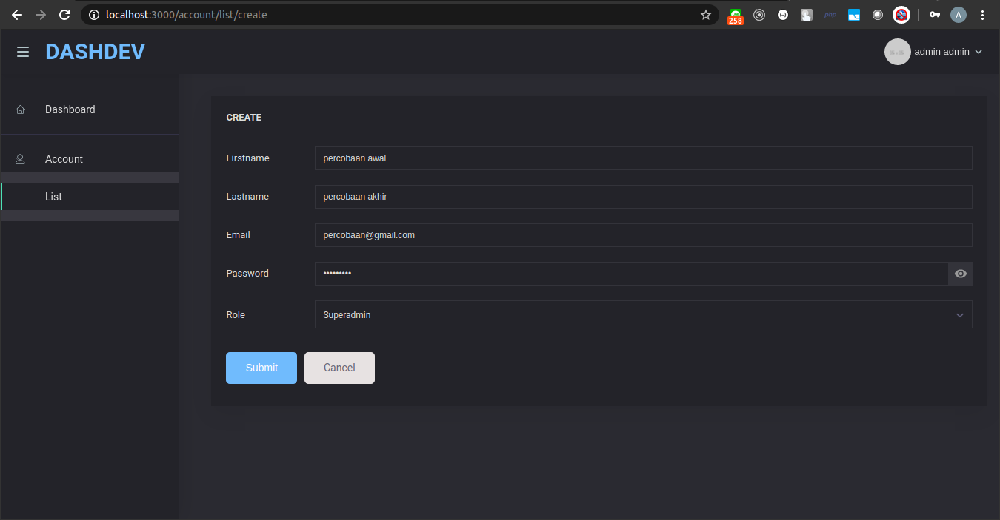 localhost:3000/account/list/create
258
php
A
DASHDEV
admin admin
Dashboard
Account
List
CREATE
Firstname
percobaan awal
Lastname
percobaan akhir
Email
percobaan@gmail.com
Password
•••••••••
Role
Superadmin
Submit
Cancel